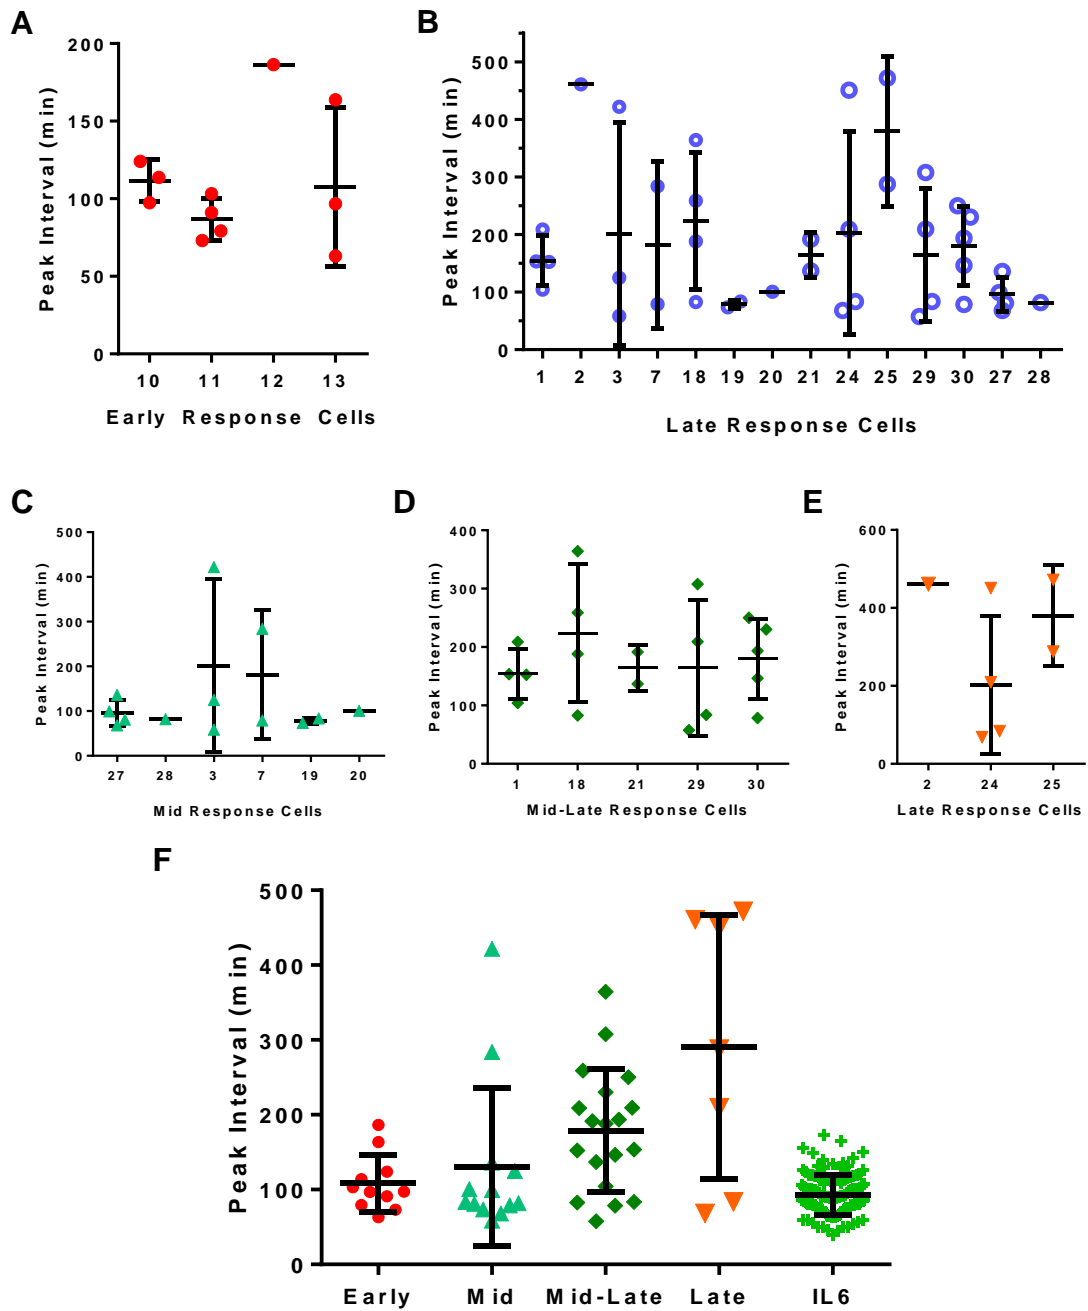 A
Peak Interval (min)
200
150
100
50
0
10 11 12 13
Early Response Cells
B
Peak Interval (min)
500
400
300
200
100
0
1 2 3 7 18 19 20 21 24 25 29 30 27 28
Late Response Cells
C
Peak Interval (min)
500
400
300
200
100
0
27 28 3 7 19 20
Mid Response Cells
D
Peak Interval (min)
400
300
200
100
0
1 18 21 29 30
Mid-Late Response Cells
E
Peak Interval (min)
600
400
200
0
2 24 25
Late Response Cells
F
Peak Interval (min)
500
400
300
200
100
0
Early Mid Mid-Late Late IL6